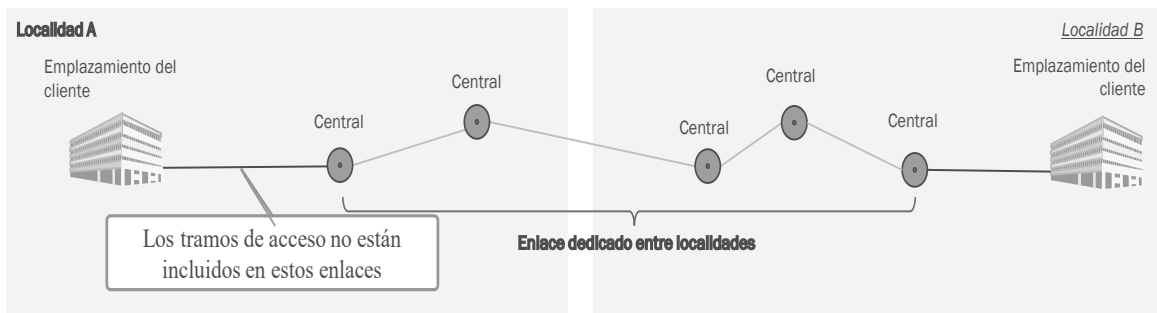 Localidad A
Localidad B
Emplazamiento del
cliente
Central
Central
Central
Central
Central
Emplazamiento del
cliente
Los tramos de acceso no están
incluidos en estos enlaces
Enlace dedicado entre localidades